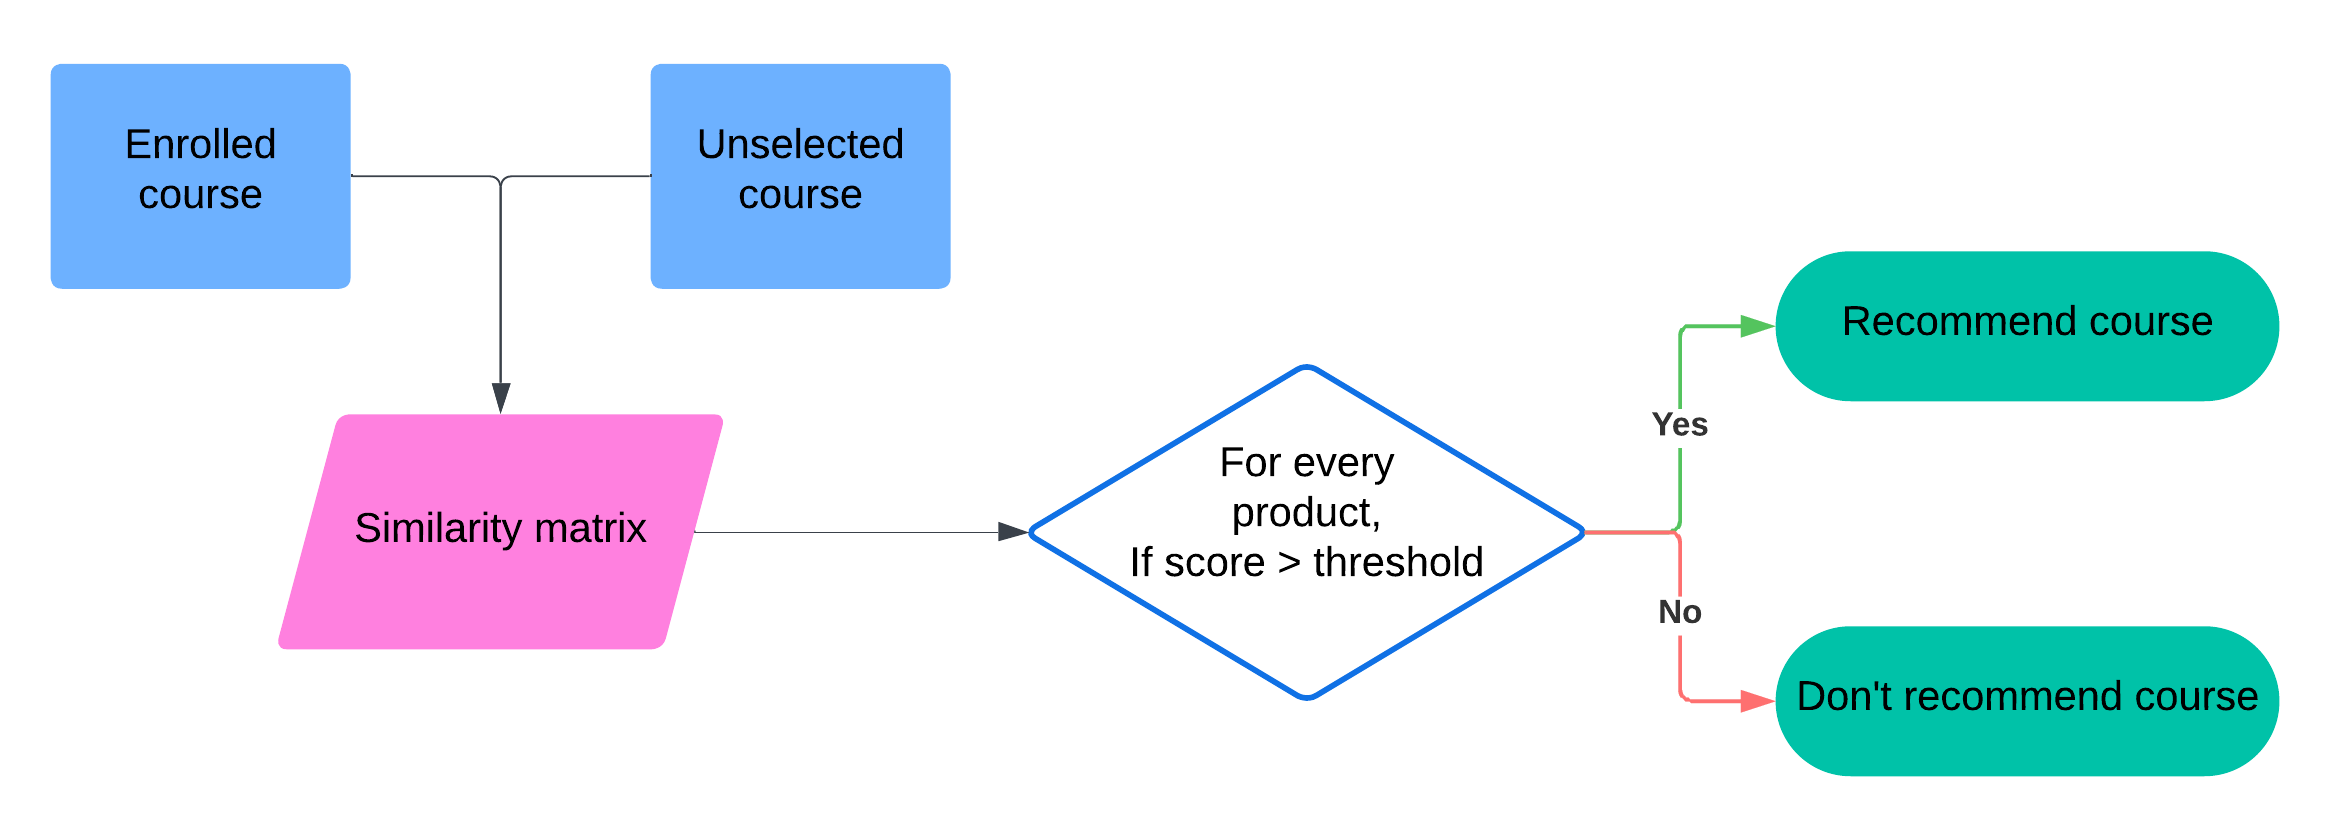 Enrolled
course
Unselected
course
Similarity matrix
For every
product,
If score > threshold
Yes
No
Recommend course
Don't recommend course